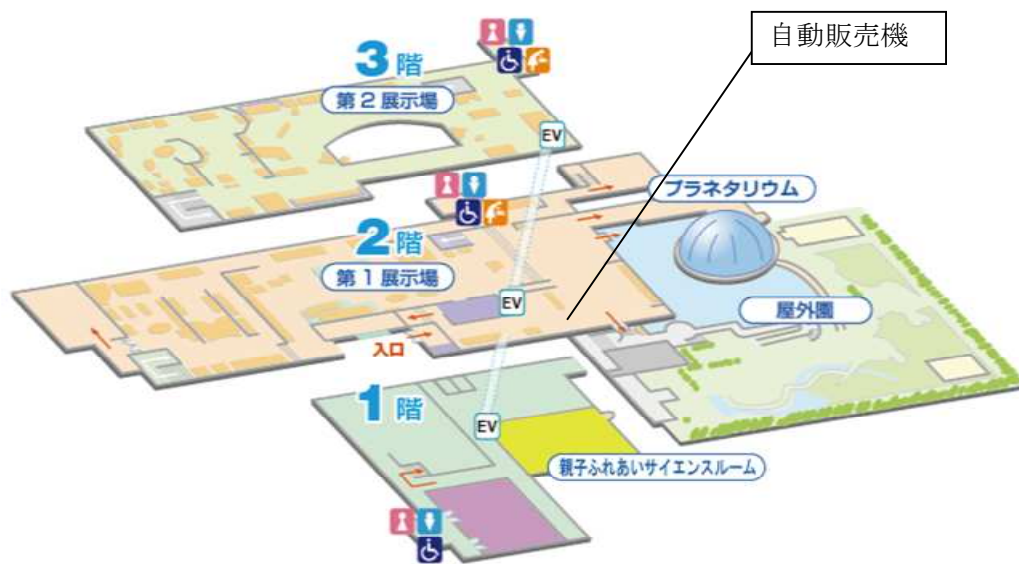 自動販売機
3階
第2展示場
EV
プラネタリウム
2階
第1展示場
EV
屋外園
入口
1階
EV
親子ふれあいサイエンスルーム